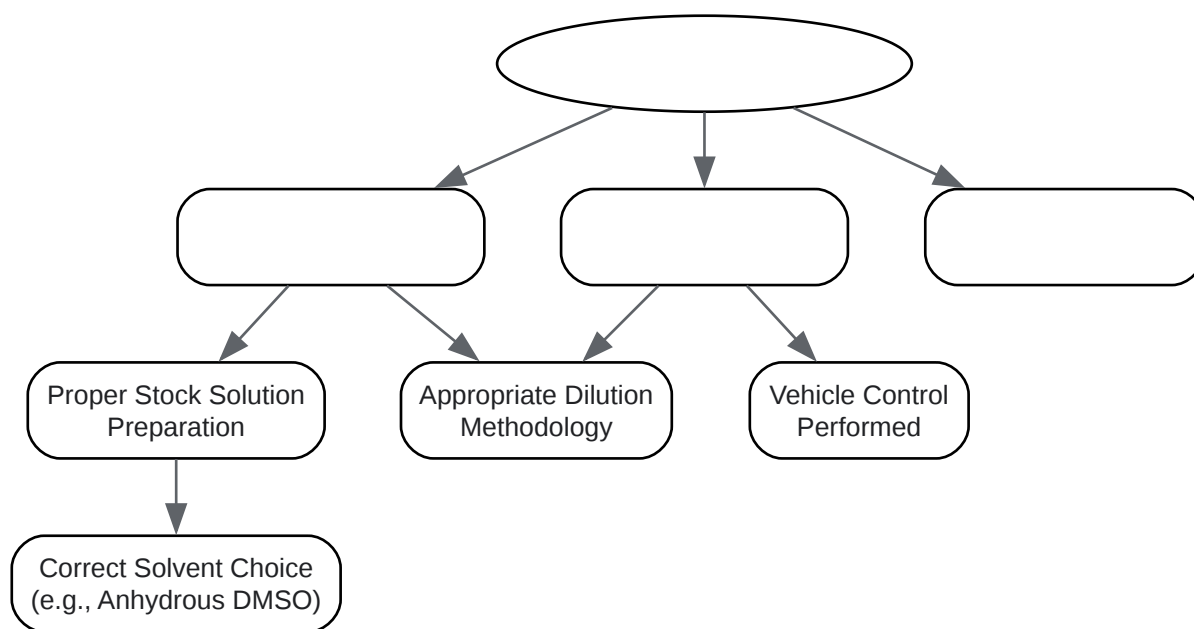 Proper Stock Solution
Preparation
Appropriate Dilution
Methodology
Vehicle Control
Performed
Correct Solvent Choice
(e.g., Anhydrous DMSO)